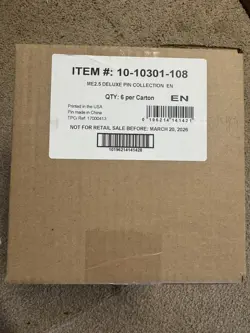 ITEM #: 10-10301-108
ME2.5 DELUXE PIN COLLECTION EN
QTY: 6 per Carton
EN
Printed in the USA
Pin made in China
TPCi Ref: 17000413
NOT FOR RETAIL SALE BEFORE: MARCH 20, 2026